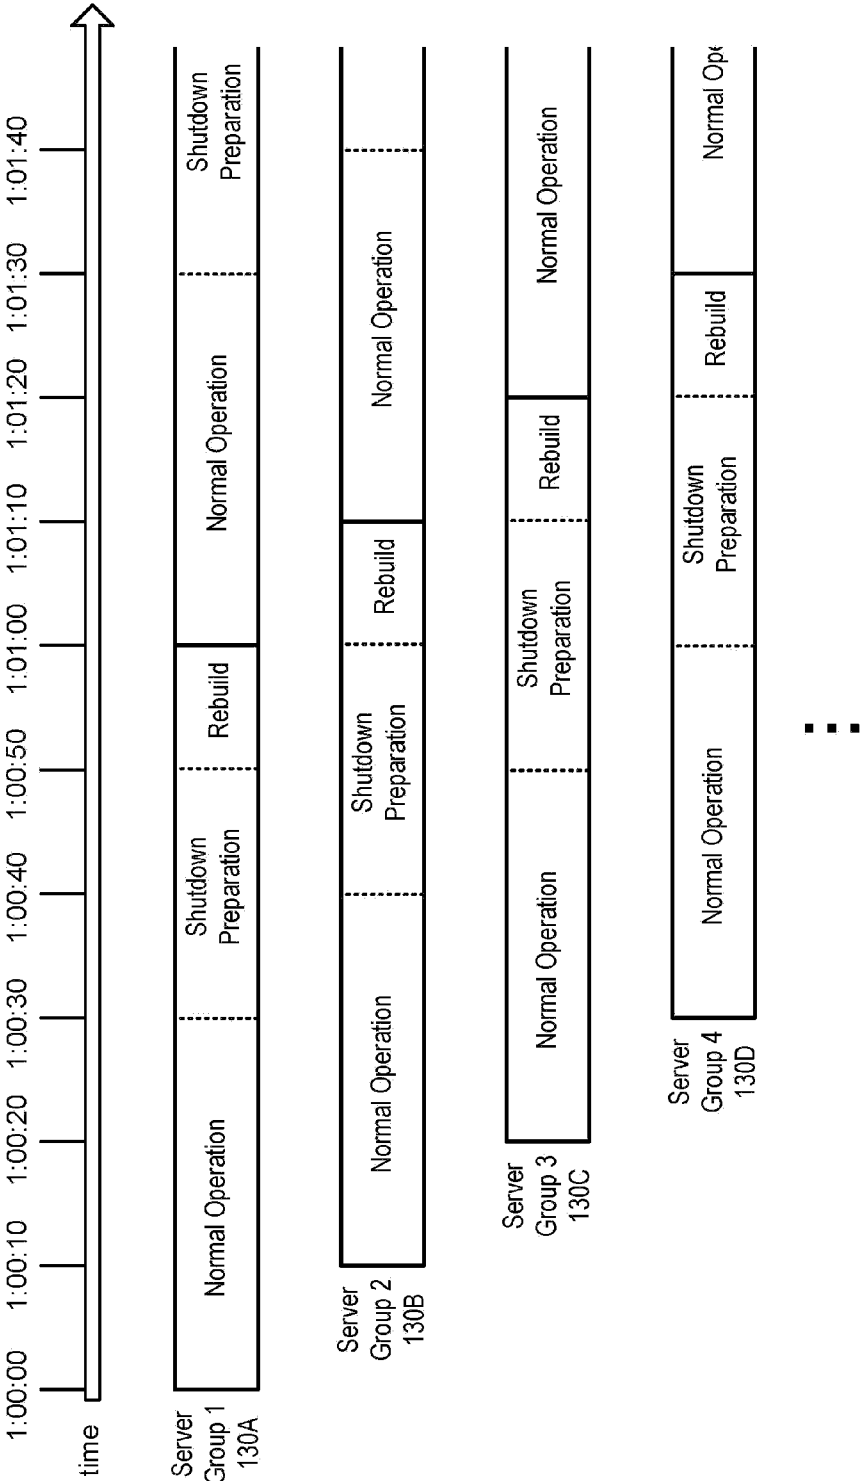 time
1:00:00
1:00:10
1:00:20
1:00:30
1:00:40
1:00:50
1:01:00
1:01:10
1:01:20
1:01:30
1:01:40
Server
Group 1
130A
Normal Operation
Shutdown
Preparation
Rebuild
Normal Operation
Shutdown
Preparation
Server
Group 2
130B
Normal Operation
Shutdown
Preparation
Rebuild
Normal Operation
Server
Group 3
130C
Normal Operation
Shutdown
Preparation
Rebuild
Normal Operation
Server
Group 4
130D
Normal Operation
Shutdown
Preparation
Rebuild
Normal Ope